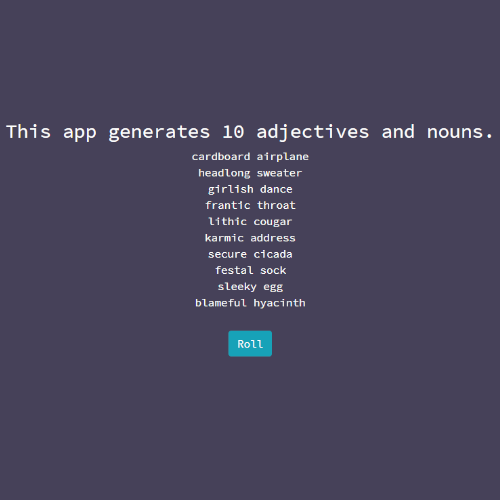 This app generates 10 adjectives and nouns.
cardboard airplane
headlong sweater
girlish dance
frantic throat
lithic cougar
karmic address
secure cicada
festal sock
sleeky egg
blameful hyacinth
Roll